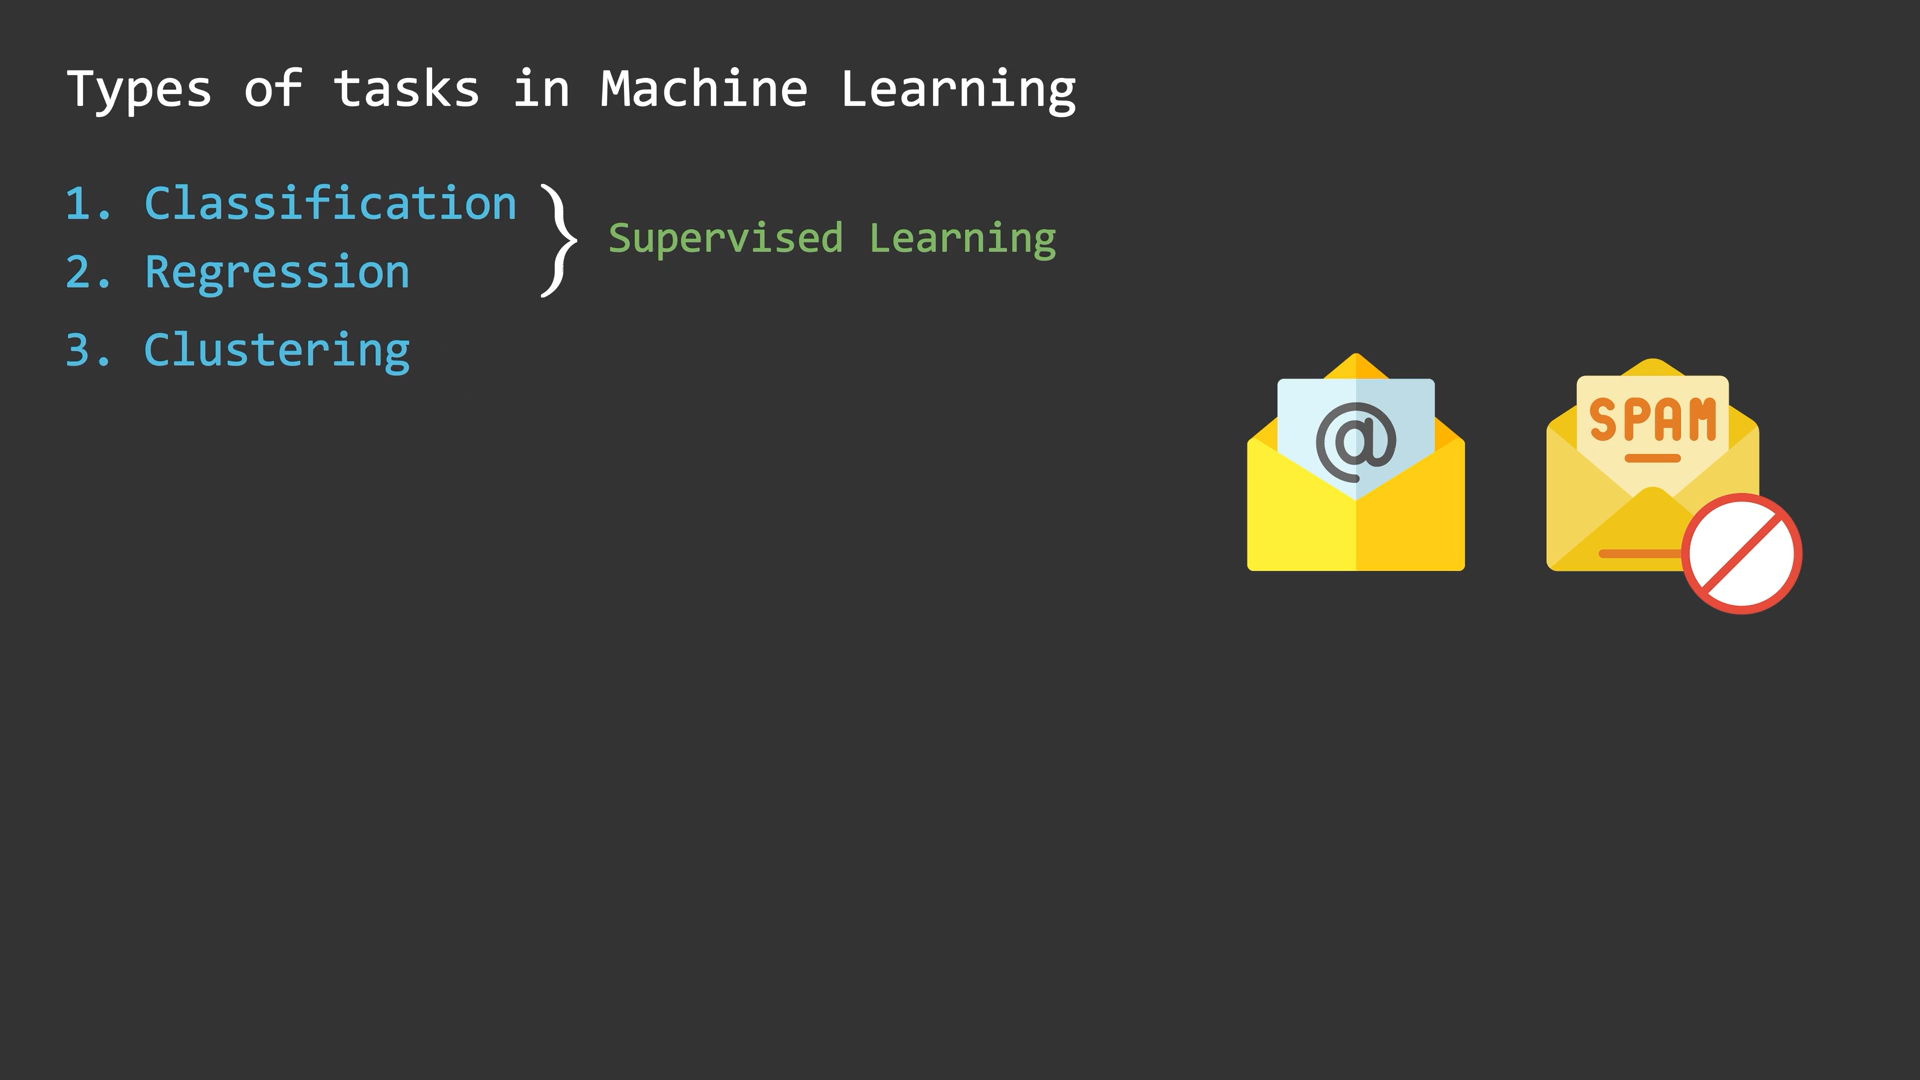 Types of tasks in Machine Learning
1. Classification
2. Regression
Supervised Learning
3. Clustering
@
SPAM